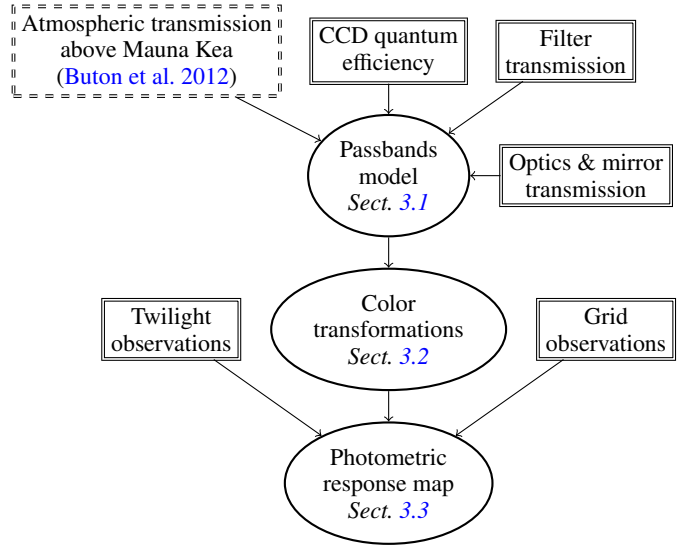 Atmospheric transmission
above Mauna Kea
(Buton et al. 2012)
CCD quantum
efficiency
Filter
transmission
Passbands
model
Sect. 3.1
Optics & mirror
transmission
Twilight
observations
Color
transformations
Sect. 3.2
Grid
observations
Photometric
response map
Sect. 3.3